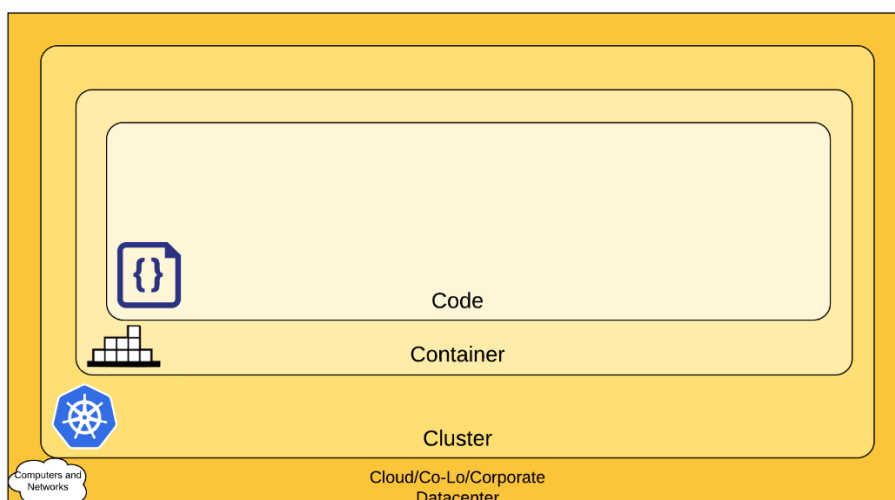 {}
Code
Container
Cluster
Computers and
Networks
Cloud/Co-Lo/Corporate
Datacenter